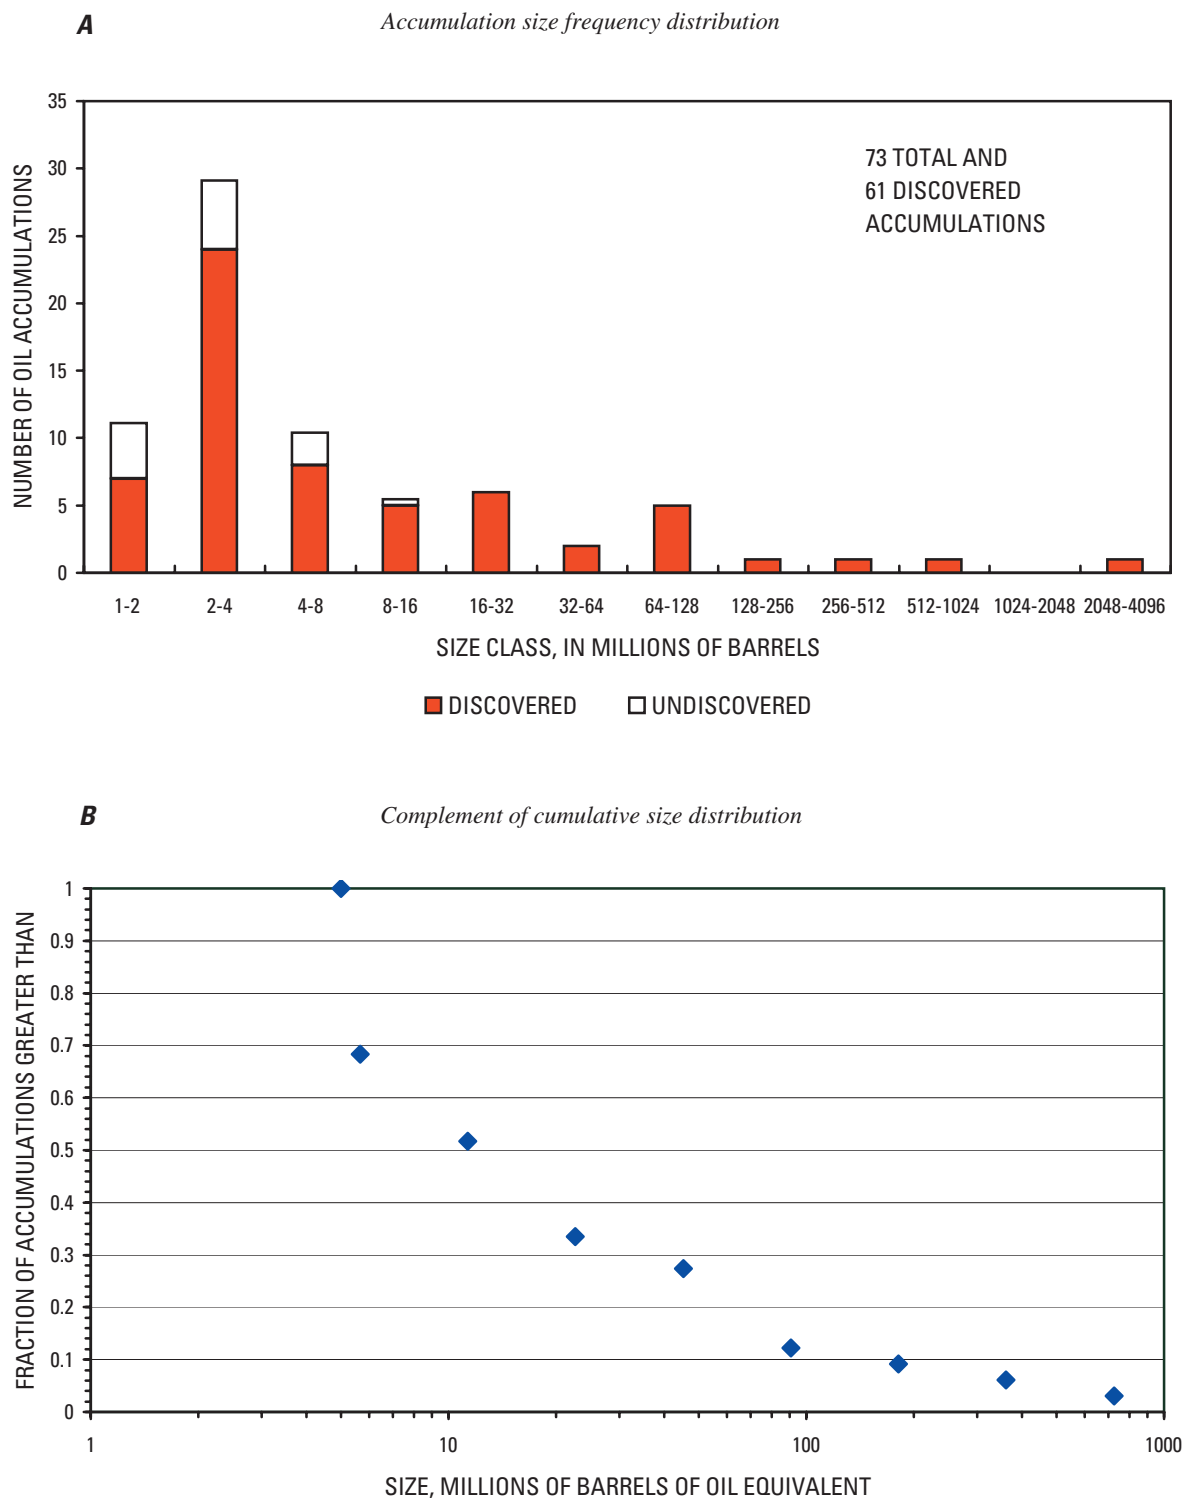 A
Accumulation size frequency distribution
35
30
25
20
15
10
5
0
NUMBER OF OIL ACCUMULATIONS
73 TOTAL AND
61 DISCOVERED
ACCUMULATIONS
1-2 2-4 4-8 8-16 16-32 32-64 64-128 128-256 256-512 512-1024 1024-2048 2048-4096
SIZE CLASS, IN MILLIONS OF BARRELS
DISCOVERED UNDISCOVERED
B
Complement of cumulative size distribution
1
0.9
0.8
0.7
0.6
0.5
0.4
0.3
0.2
0.1
0
FRACTION OF ACCUMULATIONS GREATER THAN
1 10 100 1000
SIZE, MILLIONS OF BARRELS OF OIL EQUIVALENT